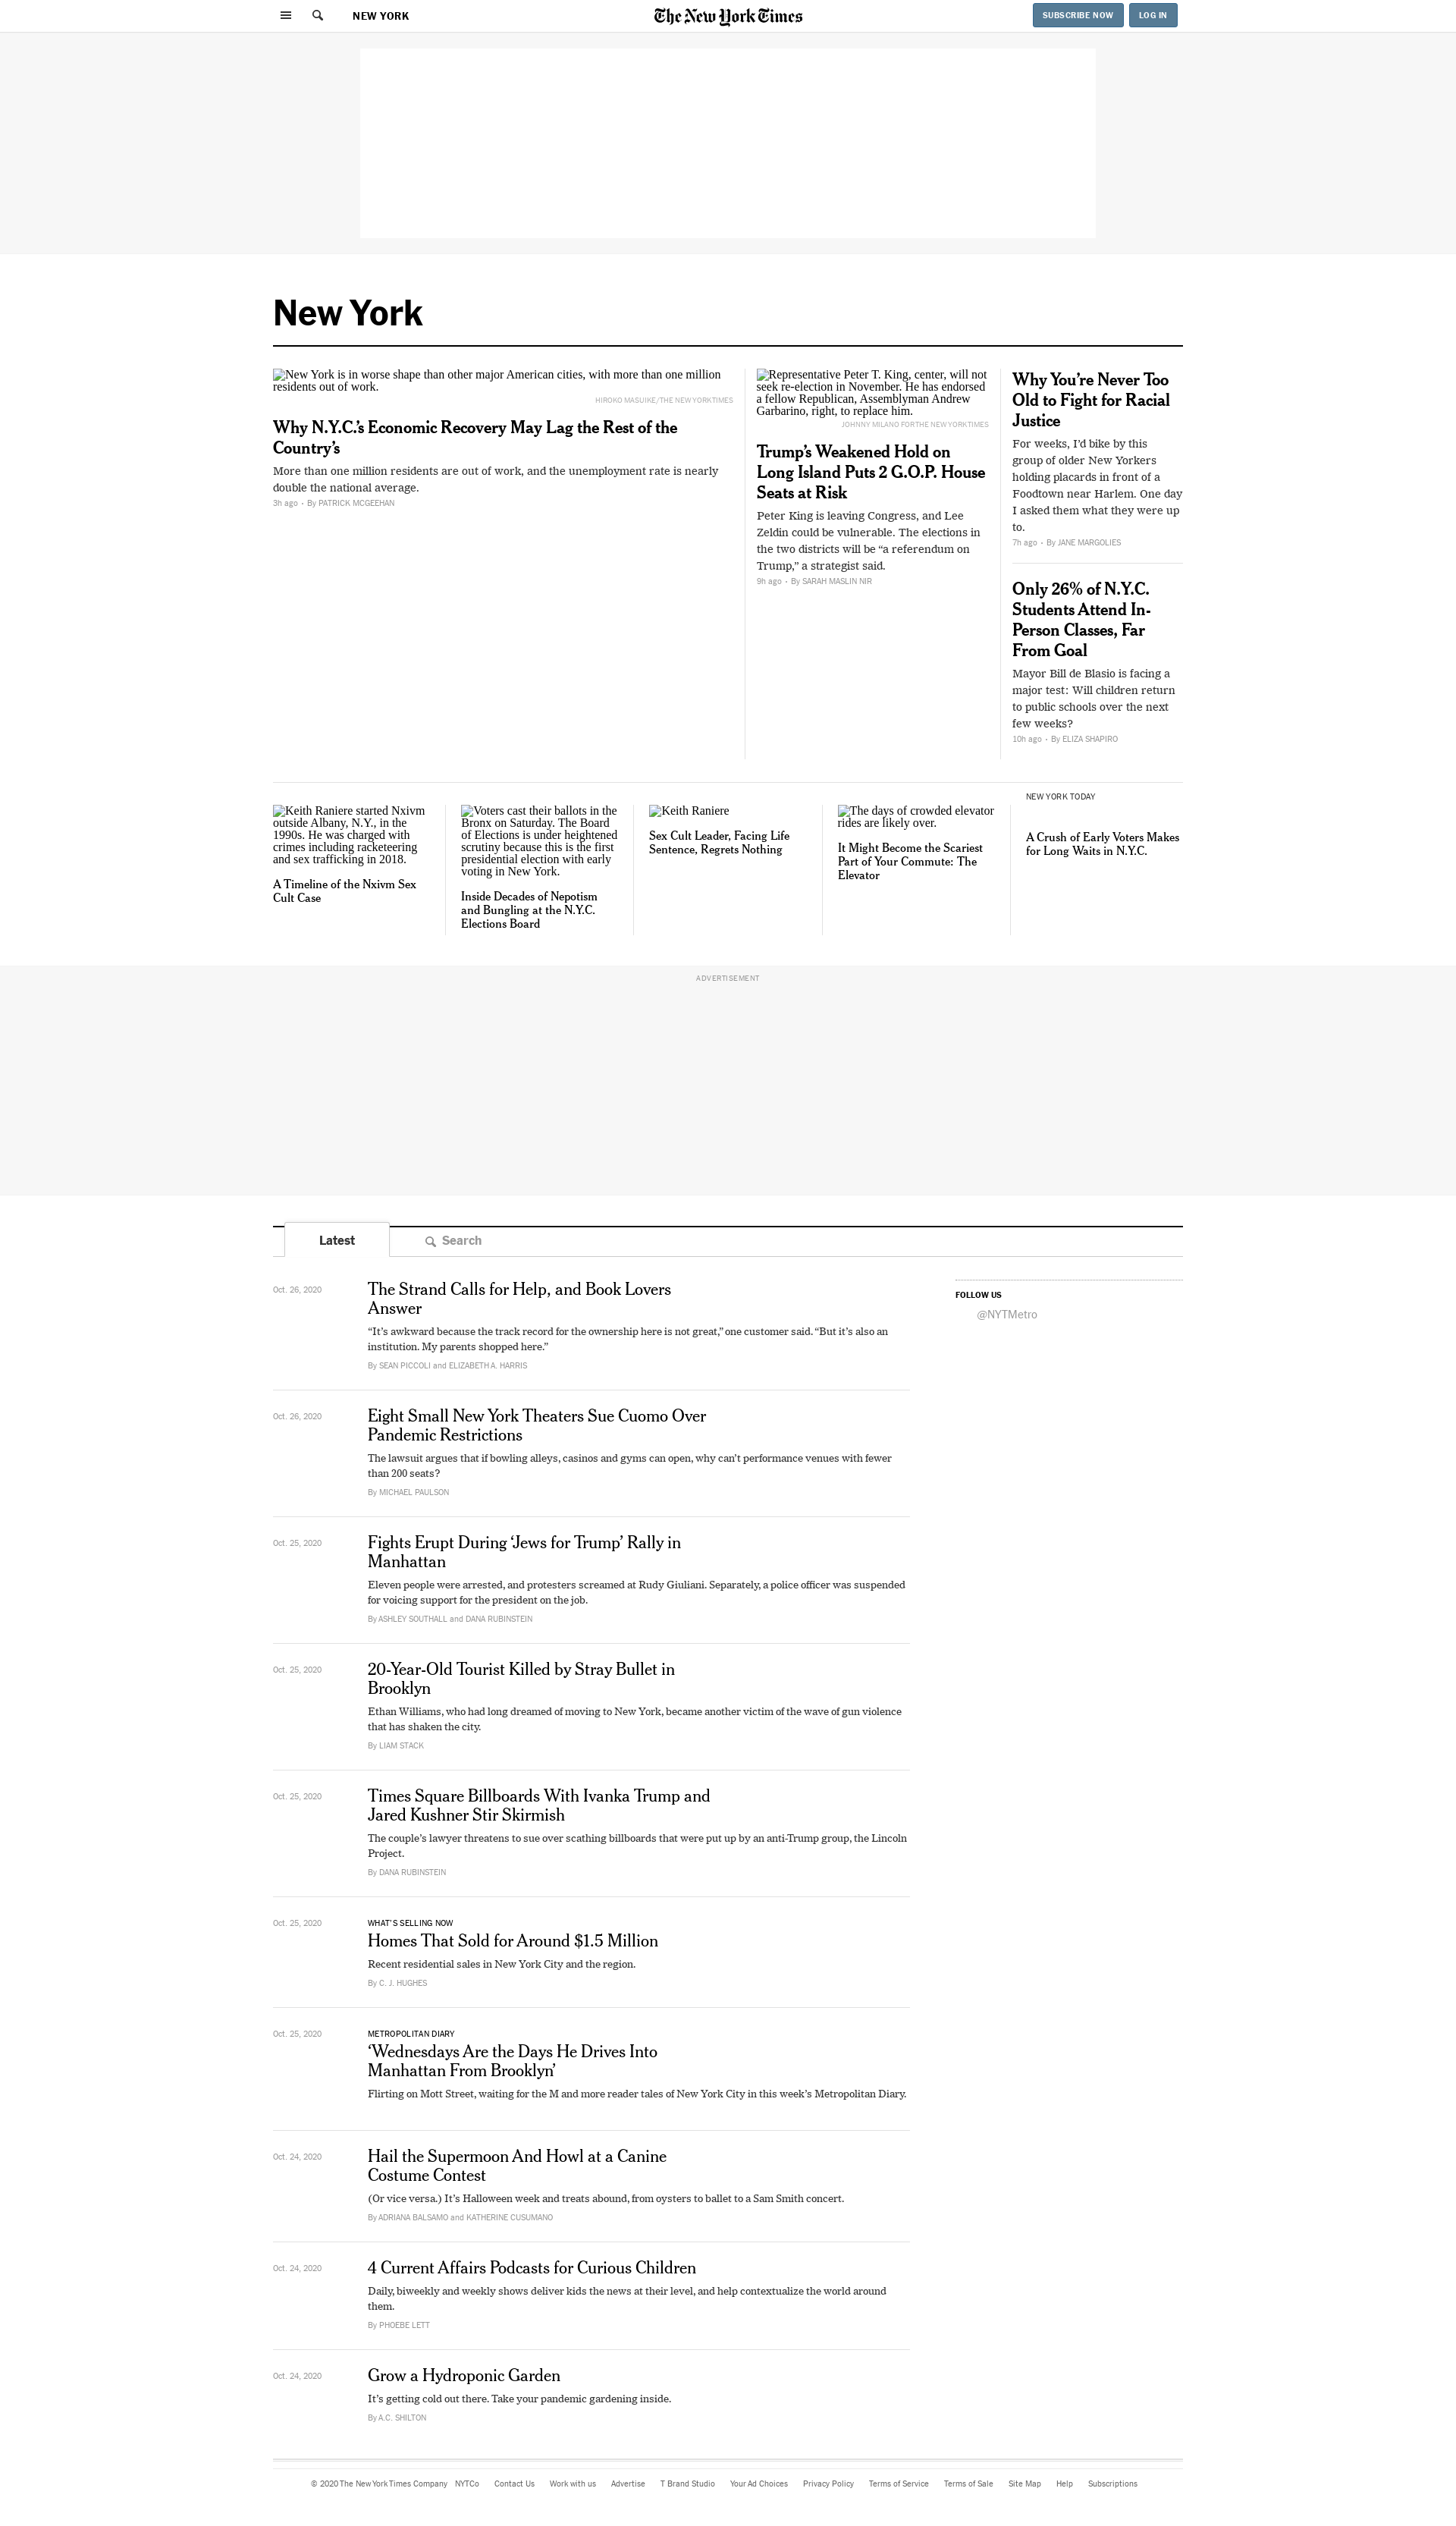 NEW YORK
The New York Times
SUBSCRIBE NOW
LOG IN
New York
New York is in worse shape than other major American cities, with more than one million
residents out of work.
HIROKO MASUIKE/THE NEW YORK TIMES
Why N.Y.C.’s Economic Recovery May Lag the Rest of the
Country’s
More than one million residents are out of work, and the unemployment rate is nearly
double the national average.
3h ago • By PATRICK MCGEEHAN
Representative Peter T. King, center, will not
seek re-election in November. He has endorsed
a fellow Republican, Assemblyman Andrew
Garbarino, right, to replace him.
JOHNNY MILANO FOR THE NEW YORK TIMES
Trump’s Weakened Hold on
Long Island Puts 2 G.O.P. House
Seats at Risk
Peter King is leaving Congress, and Lee
Zeldin could be vulnerable. The elections in
the two districts will be “a referendum on
Trump,” a strategist said.
9h ago • By SARAH MASLIN NIR
Why You’re Never Too
Old to Fight for Racial
Justice
For weeks, I’d bike by this
group of older New Yorkers
holding placards in front of a
Foodtown near Harlem. One day
I asked them what they were up
to.
7h ago • By JANE MARGOLIES
Only 26% of N.Y.C.
Students Attend In-
Person Classes, Far
From Goal
Mayor Bill de Blasio is facing a
major test: Will children return
to public schools over the next
few weeks?
10h ago • By ELIZA SHAPIRO
Keith Raniere started Nxivm
outside Albany, N.Y., in the
1990s. He was charged with
crimes including racketeering
and sex trafficking in 2018.
A Timeline of the Nxivm Sex
Cult Case
Voters cast their ballots in the
Bronx on Saturday. The Board
of Elections is under heightened
scrutiny because this is the first
presidential election with early
voting in New York.
Inside Decades of Nepotism
and Bungling at the N.Y.C.
Elections Board
Keith Raniere
Sex Cult Leader, Facing Life
Sentence, Regrets Nothing
The days of crowded elevator
rides are likely over.
It Might Become the Scariest
Part of Your Commute: The
Elevator
NEW YORK TODAY
A Crush of Early Voters Makes
for Long Waits in N.Y.C.
ADVERTISEMENT
Latest
Search
Oct. 26, 2020
The Strand Calls for Help, and Book Lovers
Answer
“It’s awkward because the track record for the ownership here is not great,” one customer said. “But it’s also an
institution. My parents shopped here.”
By SEAN PICCOLI and ELIZABETH A. HARRIS
FOLLOW US
@NYTMetro
Oct. 26, 2020
Eight Small New York Theaters Sue Cuomo Over
Pandemic Restrictions
The lawsuit argues that if bowling alleys, casinos and gyms can open, why can’t performance venues with fewer
than 200 seats?
By MICHAEL PAULSON
Oct. 25, 2020
Fights Erupt During ‘Jews for Trump’ Rally in
Manhattan
Eleven people were arrested, and protesters screamed at Rudy Giuliani. Separately, a police officer was suspended
for voicing support for the president on the job.
By ASHLEY SOUTHALL and DANA RUBINSTEIN
Oct. 25, 2020
20-Year-Old Tourist Killed by Stray Bullet in
Brooklyn
Ethan Williams, who had long dreamed of moving to New York, became another victim of the wave of gun violence
that has shaken the city.
By LIAM STACK
Oct. 25, 2020
Times Square Billboards With Ivanka Trump and
Jared Kushner Stir Skirmish
The couple’s lawyer threatens to sue over scathing billboards that were put up by an anti-Trump group, the Lincoln
Project.
By DANA RUBINSTEIN
Oct. 25, 2020
WHAT’S SELLING NOW
Homes That Sold for Around $1.5 Million
Recent residential sales in New York City and the region.
By C. J. HUGHES
Oct. 25, 2020
METROPOLITAN DIARY
‘Wednesdays Are the Days He Drives Into
Manhattan From Brooklyn’
Flirting on Mott Street, waiting for the M and more reader tales of New York City in this week’s Metropolitan Diary.
Oct. 24, 2020
Hail the Supermoon And Howl at a Canine
Costume Contest
(Or vice versa.) It’s Halloween week and treats abound, from oysters to ballet to a Sam Smith concert.
By ADRIANA BALSAMO and KATHERINE CUSUMANO
Oct. 24, 2020
4 Current Affairs Podcasts for Curious Children
Daily, biweekly and weekly shows deliver kids the news at their level, and help contextualize the world around
them.
By PHOEBE LETT
Oct. 24, 2020
Grow a Hydroponic Garden
It’s getting cold out there. Take your pandemic gardening inside.
By A.C. SHILTON
© 2020 The New York Times Company NYTCo Contact Us Work with us Advertise T Brand Studio Your Ad Choices Privacy Policy Terms of Service Terms of Sale Site Map Help Subscriptions